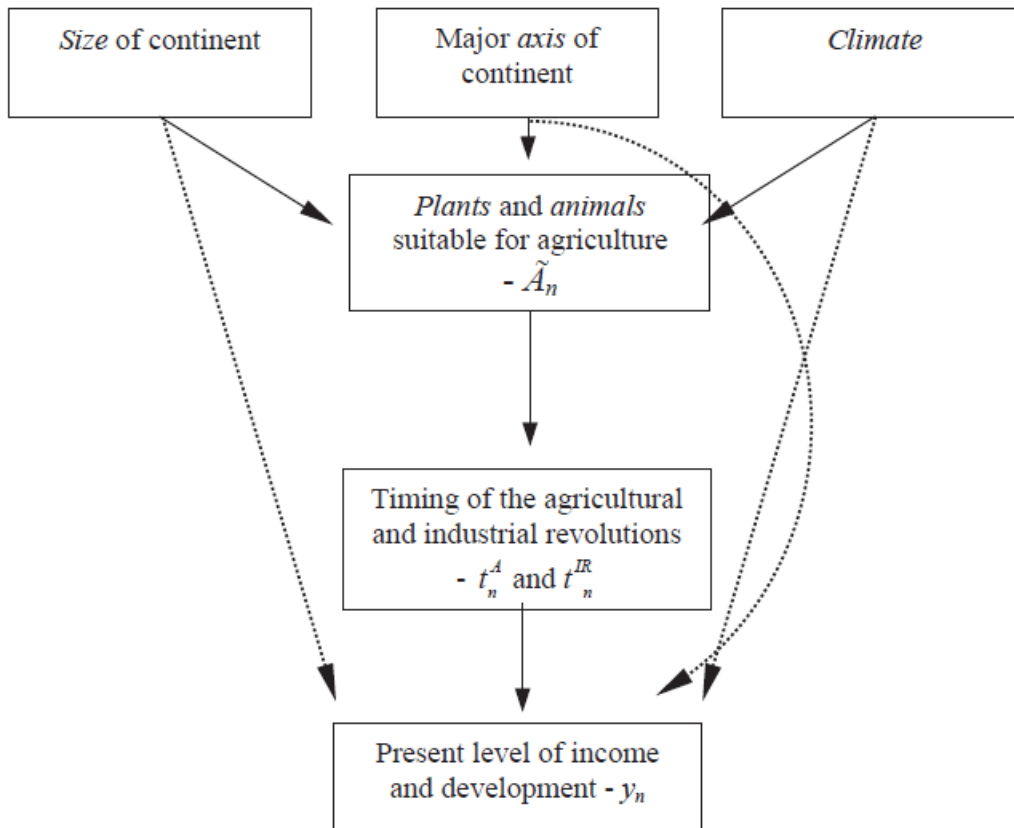 Size of continent
Major axis of
continent
Climate
Plants and animals
suitable for agriculture
- Ãₙ
Timing of the agricultural
and industrial revolutions
- tₙᴬ and tₙᴵᴿ
Present level of income
and development - yₙ